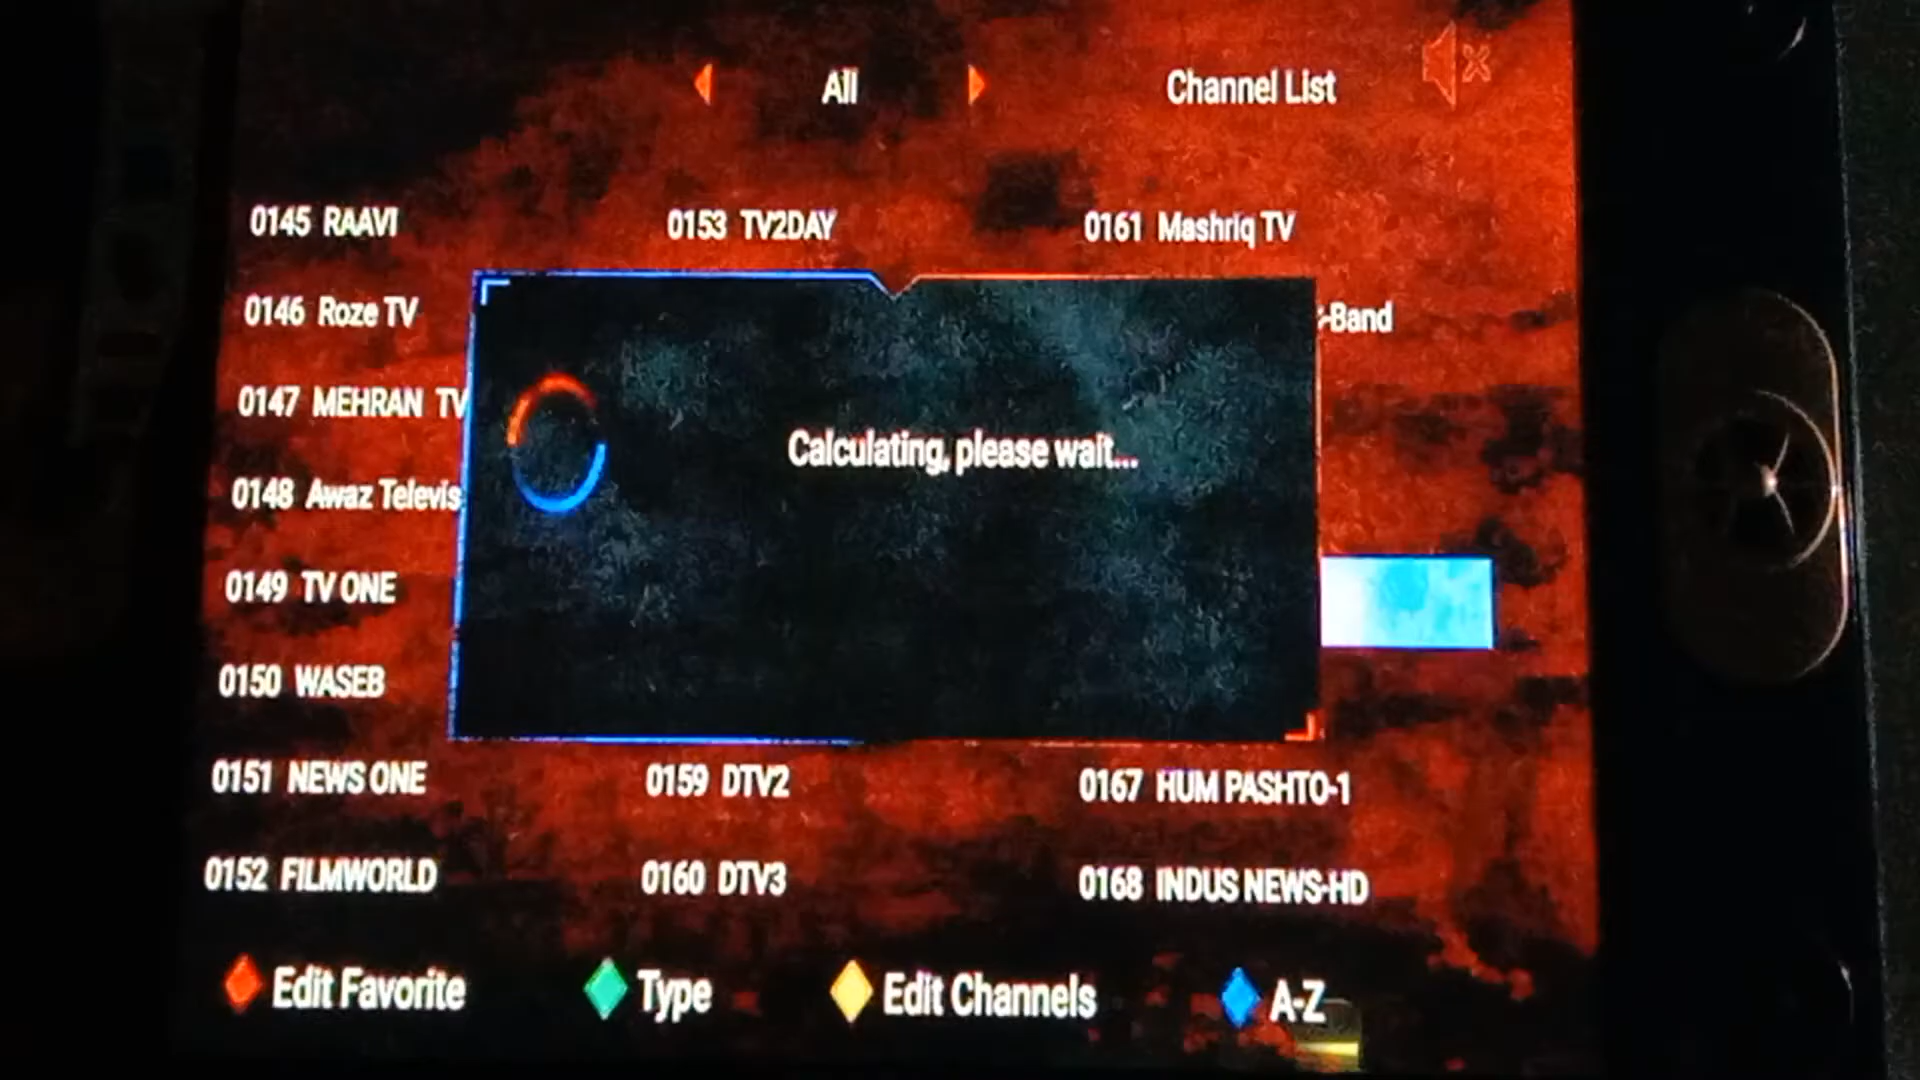 All
Channel List
0145 RAAVI
0153 TV2DAY
0161 Mashriq TV
0146 Roze TV
-Band
0147 MEHRAN TV
Calculating, please wait...
0148 Awaz Televis
0149 TV ONE
0150 WASEB
0151 NEWS ONE
0159 DTV2
0167 HUM PASHTO-1
0152 FILMWORLD
0160 DTV3
0168 INDUS NEWS-HD
Edit Favorite
Type
Edit Channels
A-Z